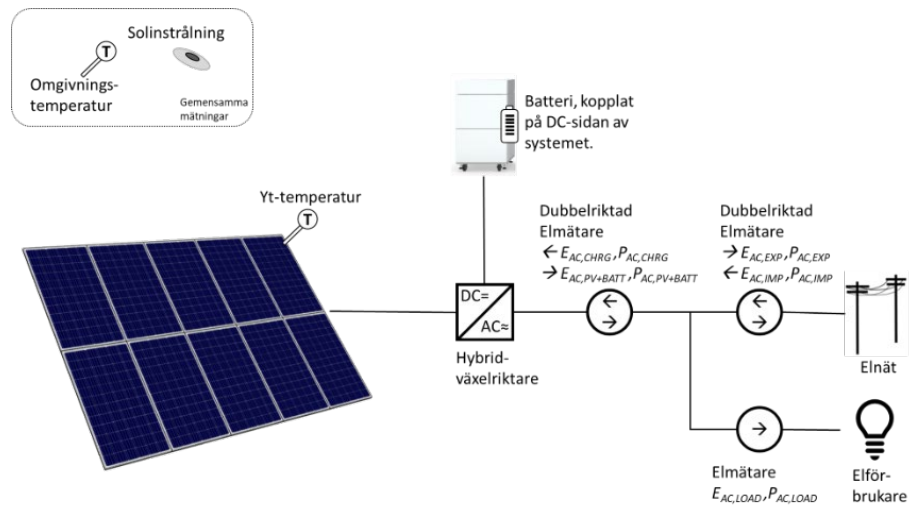 Solinstrålning
T
Omgivnings-
temperatur
Gemensamma
mätningar
Batteri, kopplat
på DC-sidan av
systemet.
Yt-temperatur
T
Dubbelriktad
Elmätare
← E_AC,CHRG ,P_AC,CHRG
→ E_AC,PV+BATT ,P_AC,PV+BATT
Dubbelriktad
Elmätare
→ E_AC,EXP ,P_AC,EXP
← E_AC,IMP ,P_AC,IMP
DC=
AC≈
Hybrid-
växelriktare
Elnät
Elmätare
E_AC,LOAD ,P_AC,LOAD
Elför-
brukare